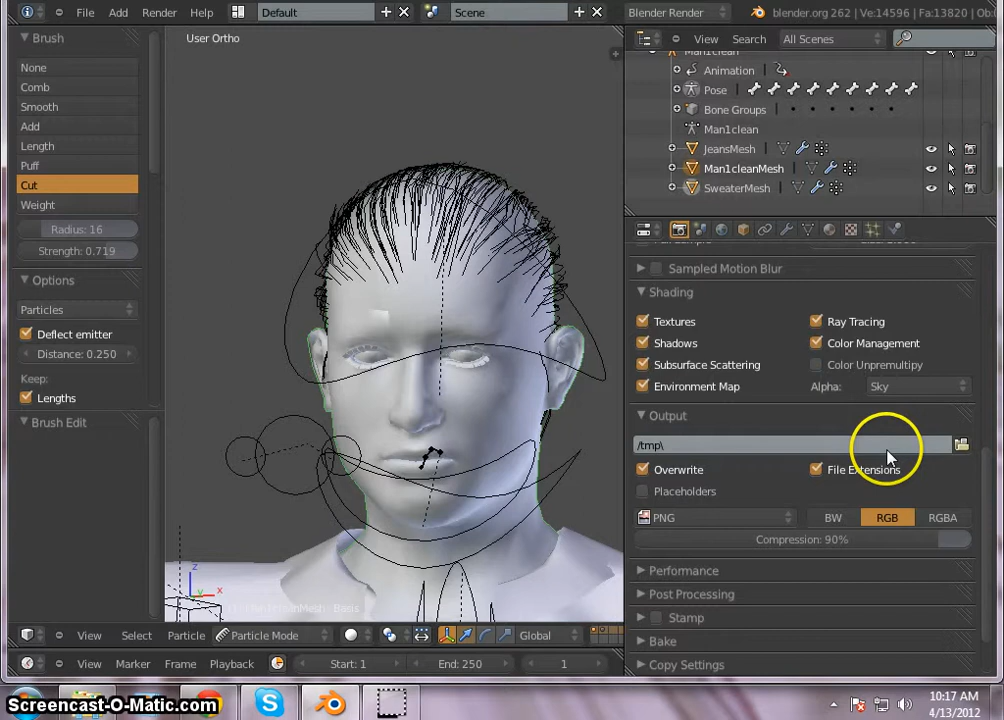 File Add Render Help Default Scene Blender Render blender.org 262 | Ve:14596 | Fa:13820 | Ob:
Brush
None
Comb
Smooth
Add
Length
Puff
Cut
Weight
Radius: 16
Strength: 0.719
Options
Particles
Deflect emitter
Distance: 0.250
Keep:
Lengths
Brush Edit
User Ortho
z
y
x
View Select Particle Particle Mode Global
View Marker Frame Playback Start: 1 End: 250 1
View Search All Scenes
Man1clean
Animation
Pose
Bone Groups
Man1clean
JeansMesh
Man1cleanMesh
SweaterMesh
Sampled Motion Blur
Shading
Textures Ray Tracing
Shadows Color Management
Subsurface Scattering Color Unpremultipy
Environment Map Alpha: Sky
Output
/tmp\
Overwrite File Extensions
Placeholders
PNG BW RGB RGBA
Compression: 90%
Performance
Post Processing
Stamp
Bake
Copy Settings
Screencast-O-Matic.com
10:17 AM
4/13/2012